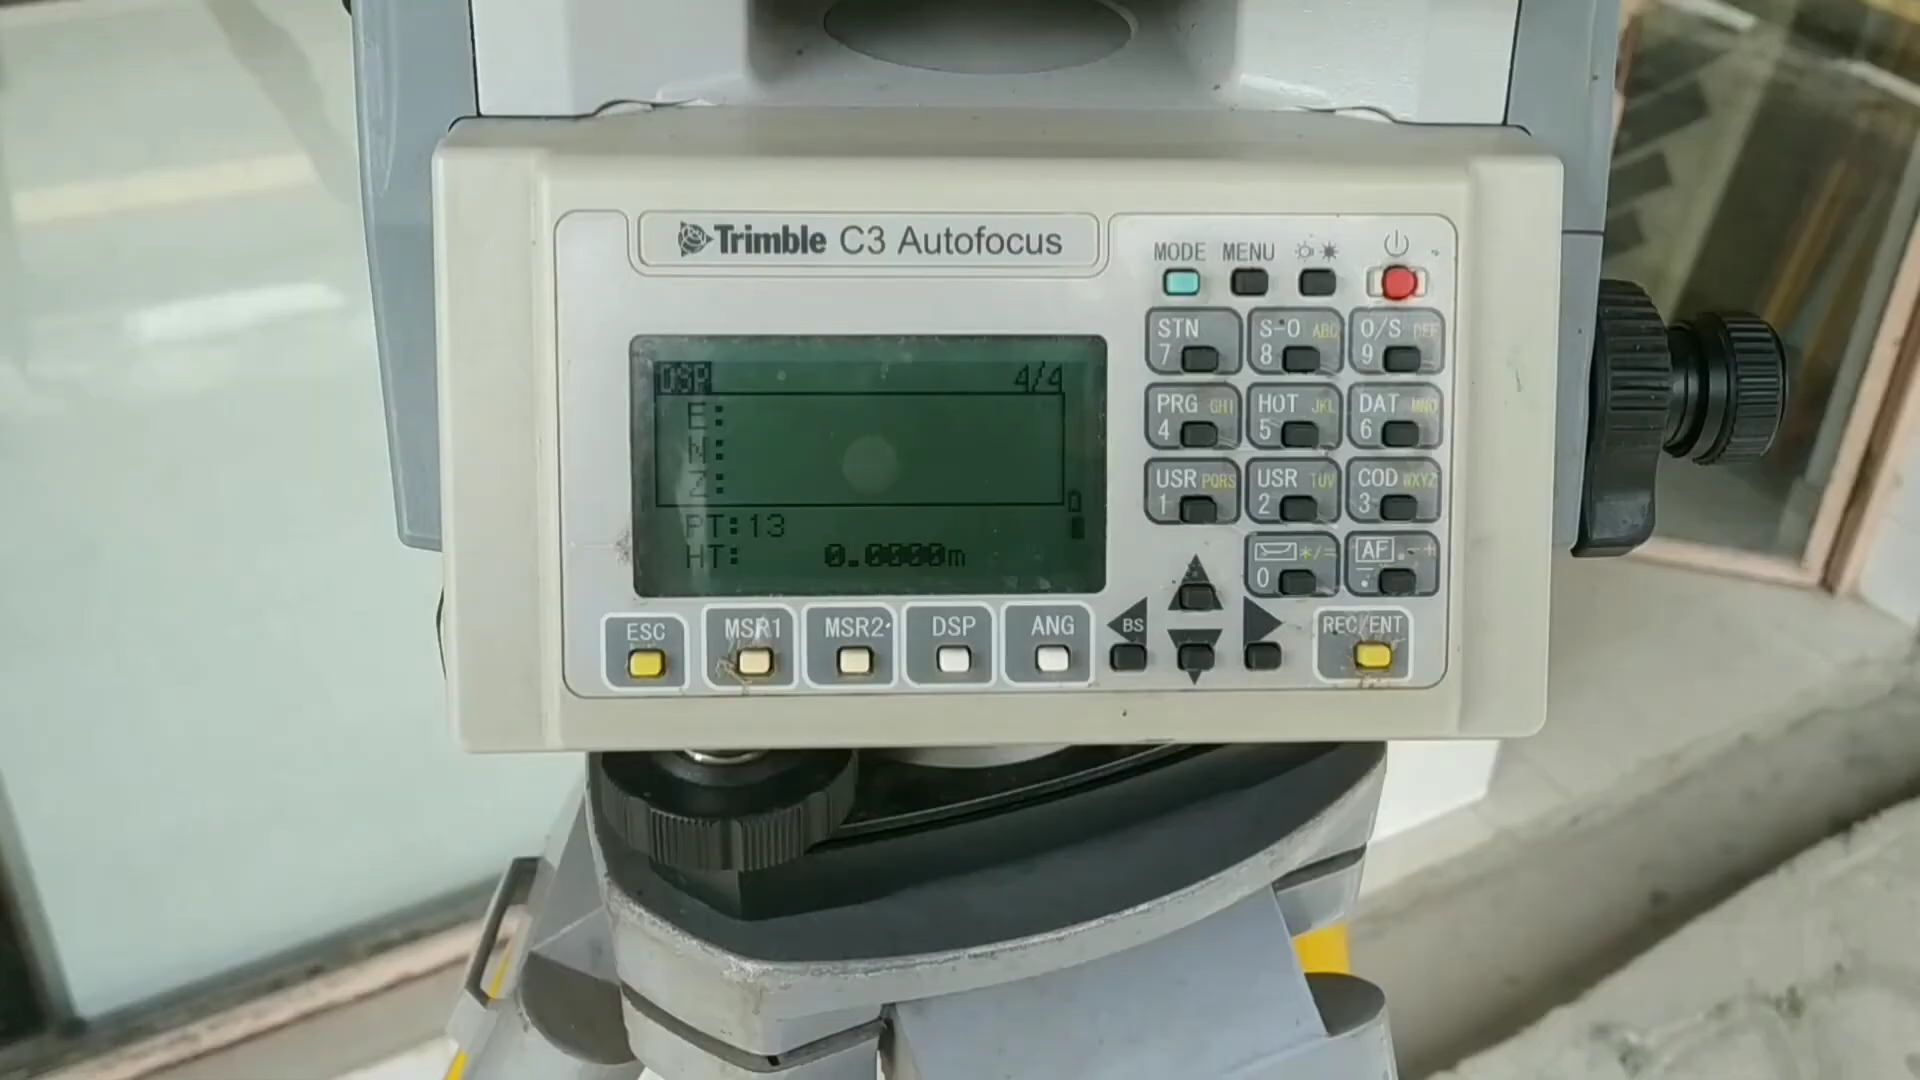 Trimble C3 Autofocus
MODE MENU
DSP 4/4
E:
N:
Z:
PT:13
HT: 0.0000m
STN S-O ABC O/S DEF
7 8 9
PRG GHI HOT JKL DAT MNO
4 5 6
USR PQRS USR TUV COD WXYZ
1 2 3
*/= AF .-+
0 .
ESC MSR1 MSR2 DSP ANG BS REC/ENT